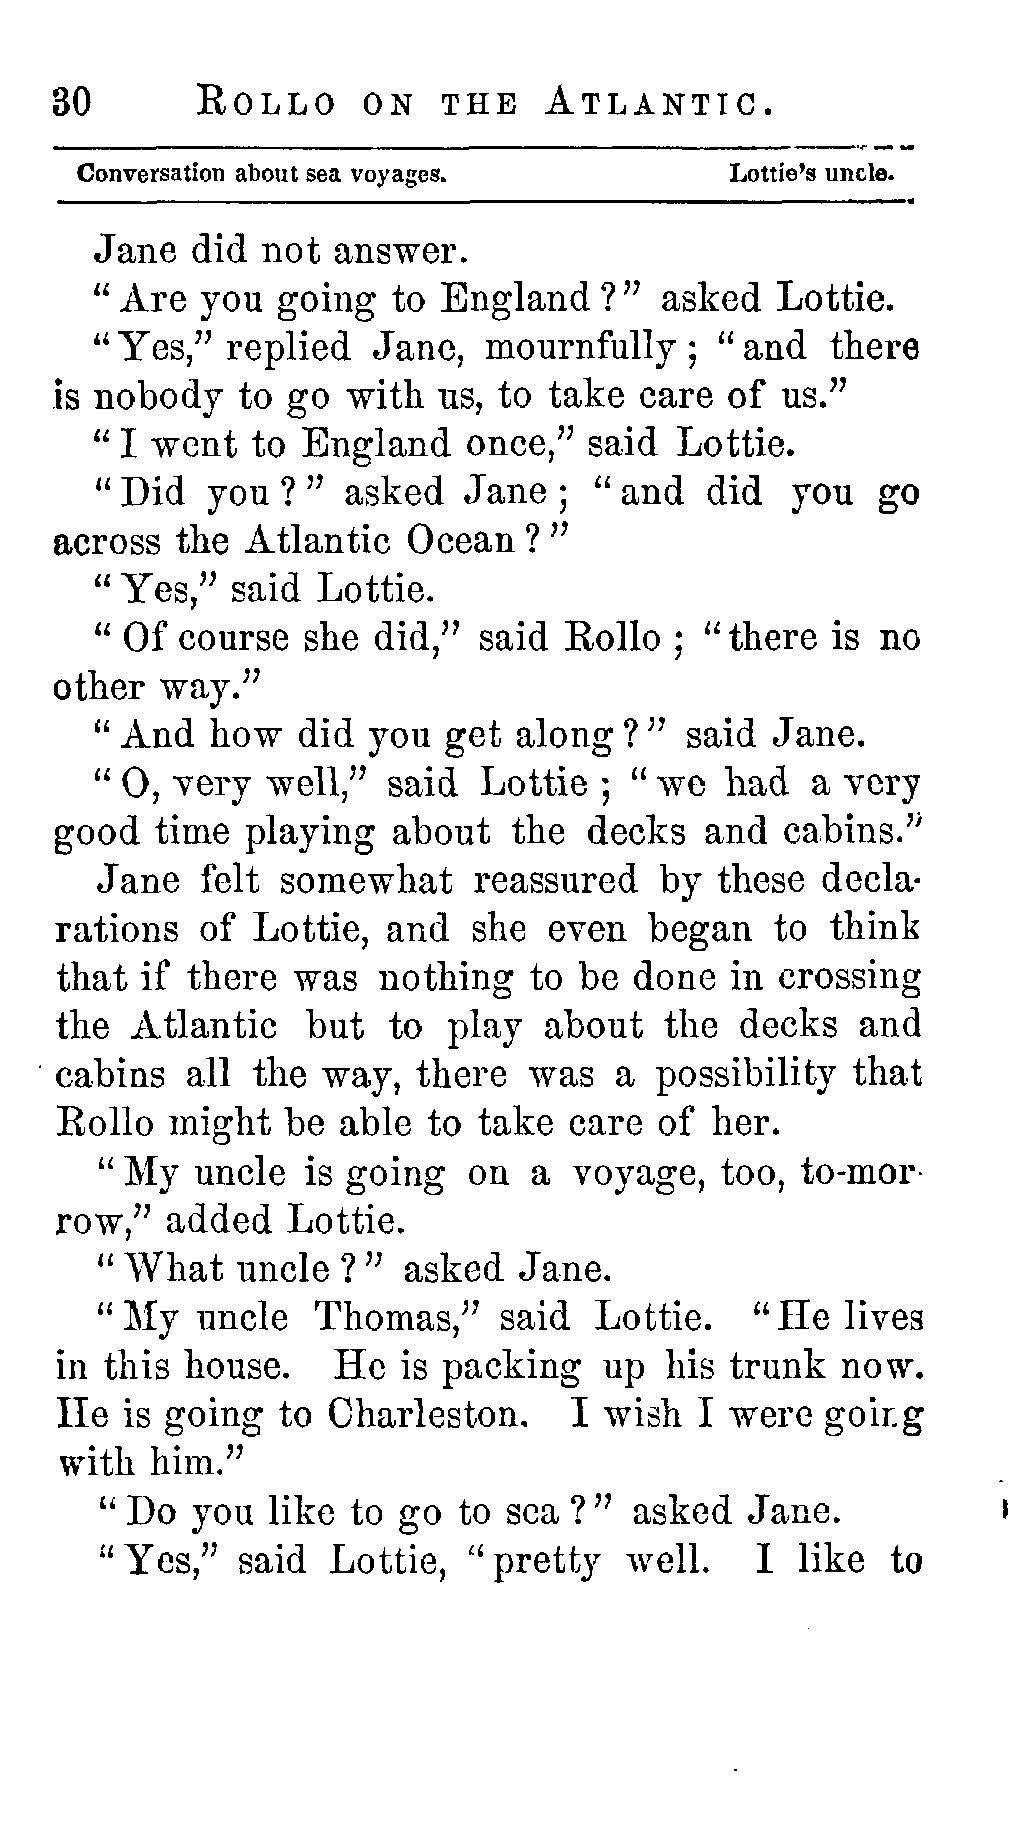 30 ROLLO ON THE ATLANTIC.
Conversation about sea voyages. Lottie's uncle.
Jane did not answer.
“Are you going to England?” asked Lottie.
“Yes,” replied Jane, mournfully; “and there
is nobody to go with us, to take care of us.”
“I went to England once,” said Lottie.
“Did you?” asked Jane; “and did you go
across the Atlantic Ocean?”
“Yes,” said Lottie.
“Of course she did,” said Rollo; “there is no
other way.”
“And how did you get along?” said Jane.
“O, very well,” said Lottie; “we had a very
good time playing about the decks and cabins.”
Jane felt somewhat reassured by these decla-
rations of Lottie, and she even began to think
that if there was nothing to be done in crossing
the Atlantic but to play about the decks and
cabins all the way, there was a possibility that
Rollo might be able to take care of her.
“My uncle is going on a voyage, too, to-mor-
row,” added Lottie.
“What uncle?” asked Jane.
“My uncle Thomas,” said Lottie. “He lives
in this house. He is packing up his trunk now.
He is going to Charleston. I wish I were going
with him.”
“Do you like to go to sea?” asked Jane.
“Yes,” said Lottie, “pretty well. I like to